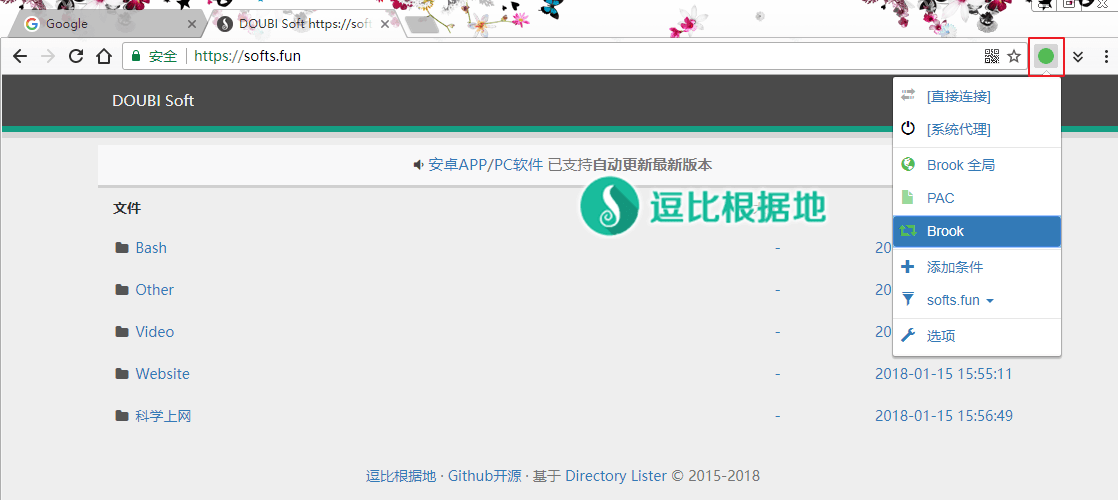 Google
DOUBI Soft https://soft
安全 https://softs.fun
DOUBI Soft
[直接连接]
[系统代理]
Brook 全局
PAC
Brook
添加条件
softs.fun
选项
安卓APP/PC软件 已支持自动更新最新版本
逗比根据地
文件
Bash - 20
Other - 20
Video - 20
Website - 2018-01-15 15:55:11
科学上网 - 2018-01-15 15:56:49
逗比根据地 · Github开源 · 基于 Directory Lister © 2015-2018